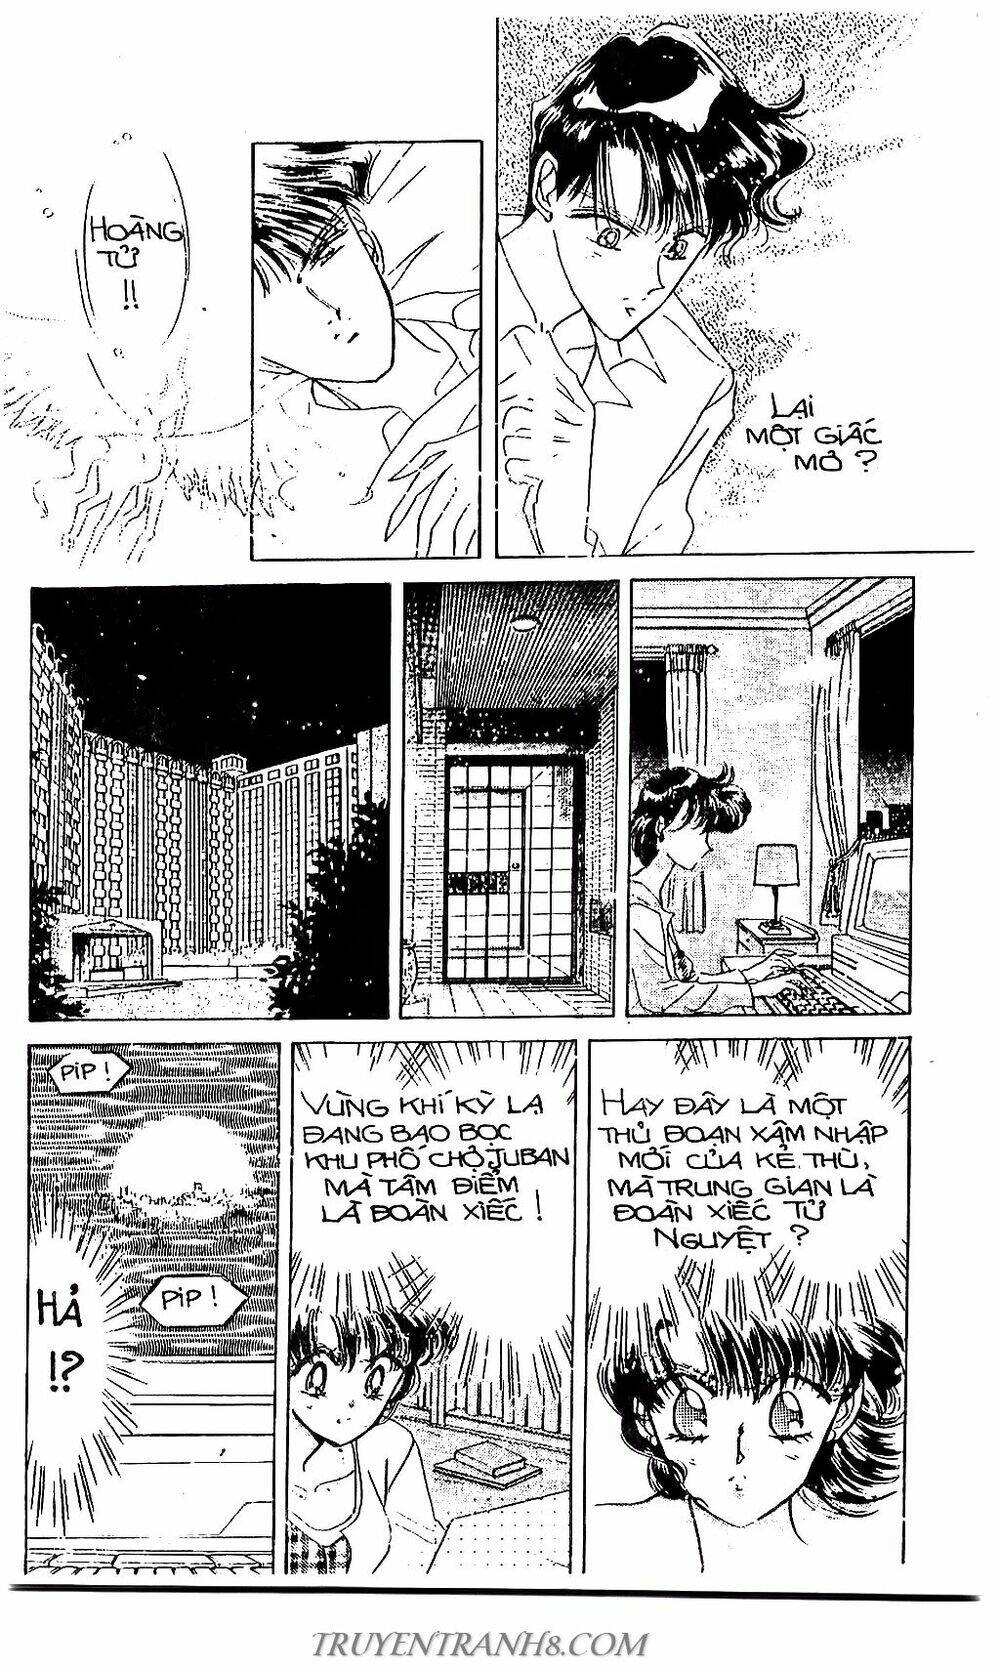 HOÀNG
TỬ
!!
LẠI
MỘT GIẤC
MƠ ?
PIP !
HẢ
!?
PIP !
VÙNG KHÍ KỲ LẠ
ĐANG BAO BỌC
KHU PHỐ CHỢ JUBAN
MÀ TÂM ĐIỂM
LÀ ĐOÀN XIẾC !
HAY ĐÂY LÀ MỘT
THỦ ĐOẠN XÂM NHẬP
MỚI CỦA KẺ THÙ,
MÀ TRUNG GIAN LÀ
ĐOÀN XIẾC TỬ
NGUYỆT ?
TRUYENTRANH8.COM